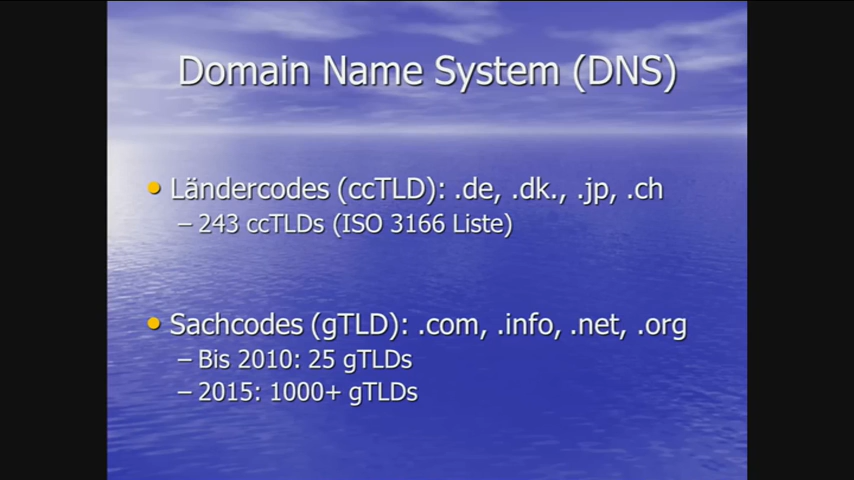 Domain Name System (DNS)
• Ländercodes (ccTLD): .de, .dk., .jp, .ch
– 243 ccTLDs (ISO 3166 Liste)
• Sachcodes (gTLD): .com, .info, .net, .org
– Bis 2010: 25 gTLDs
– 2015: 1000+ gTLDs